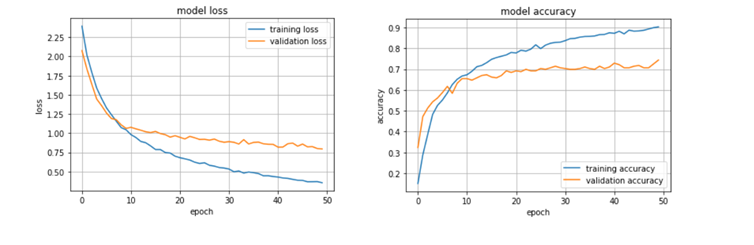 model loss
2.25
2.00
1.75
1.50
1.25
1.00
0.75
0.50
loss
0
10
20
30
40
50
epoch
training loss
validation loss
model accuracy
0.9
0.8
0.7
0.6
0.5
0.4
0.3
0.2
accuracy
0
10
20
30
40
50
epoch
training accuracy
validation accuracy